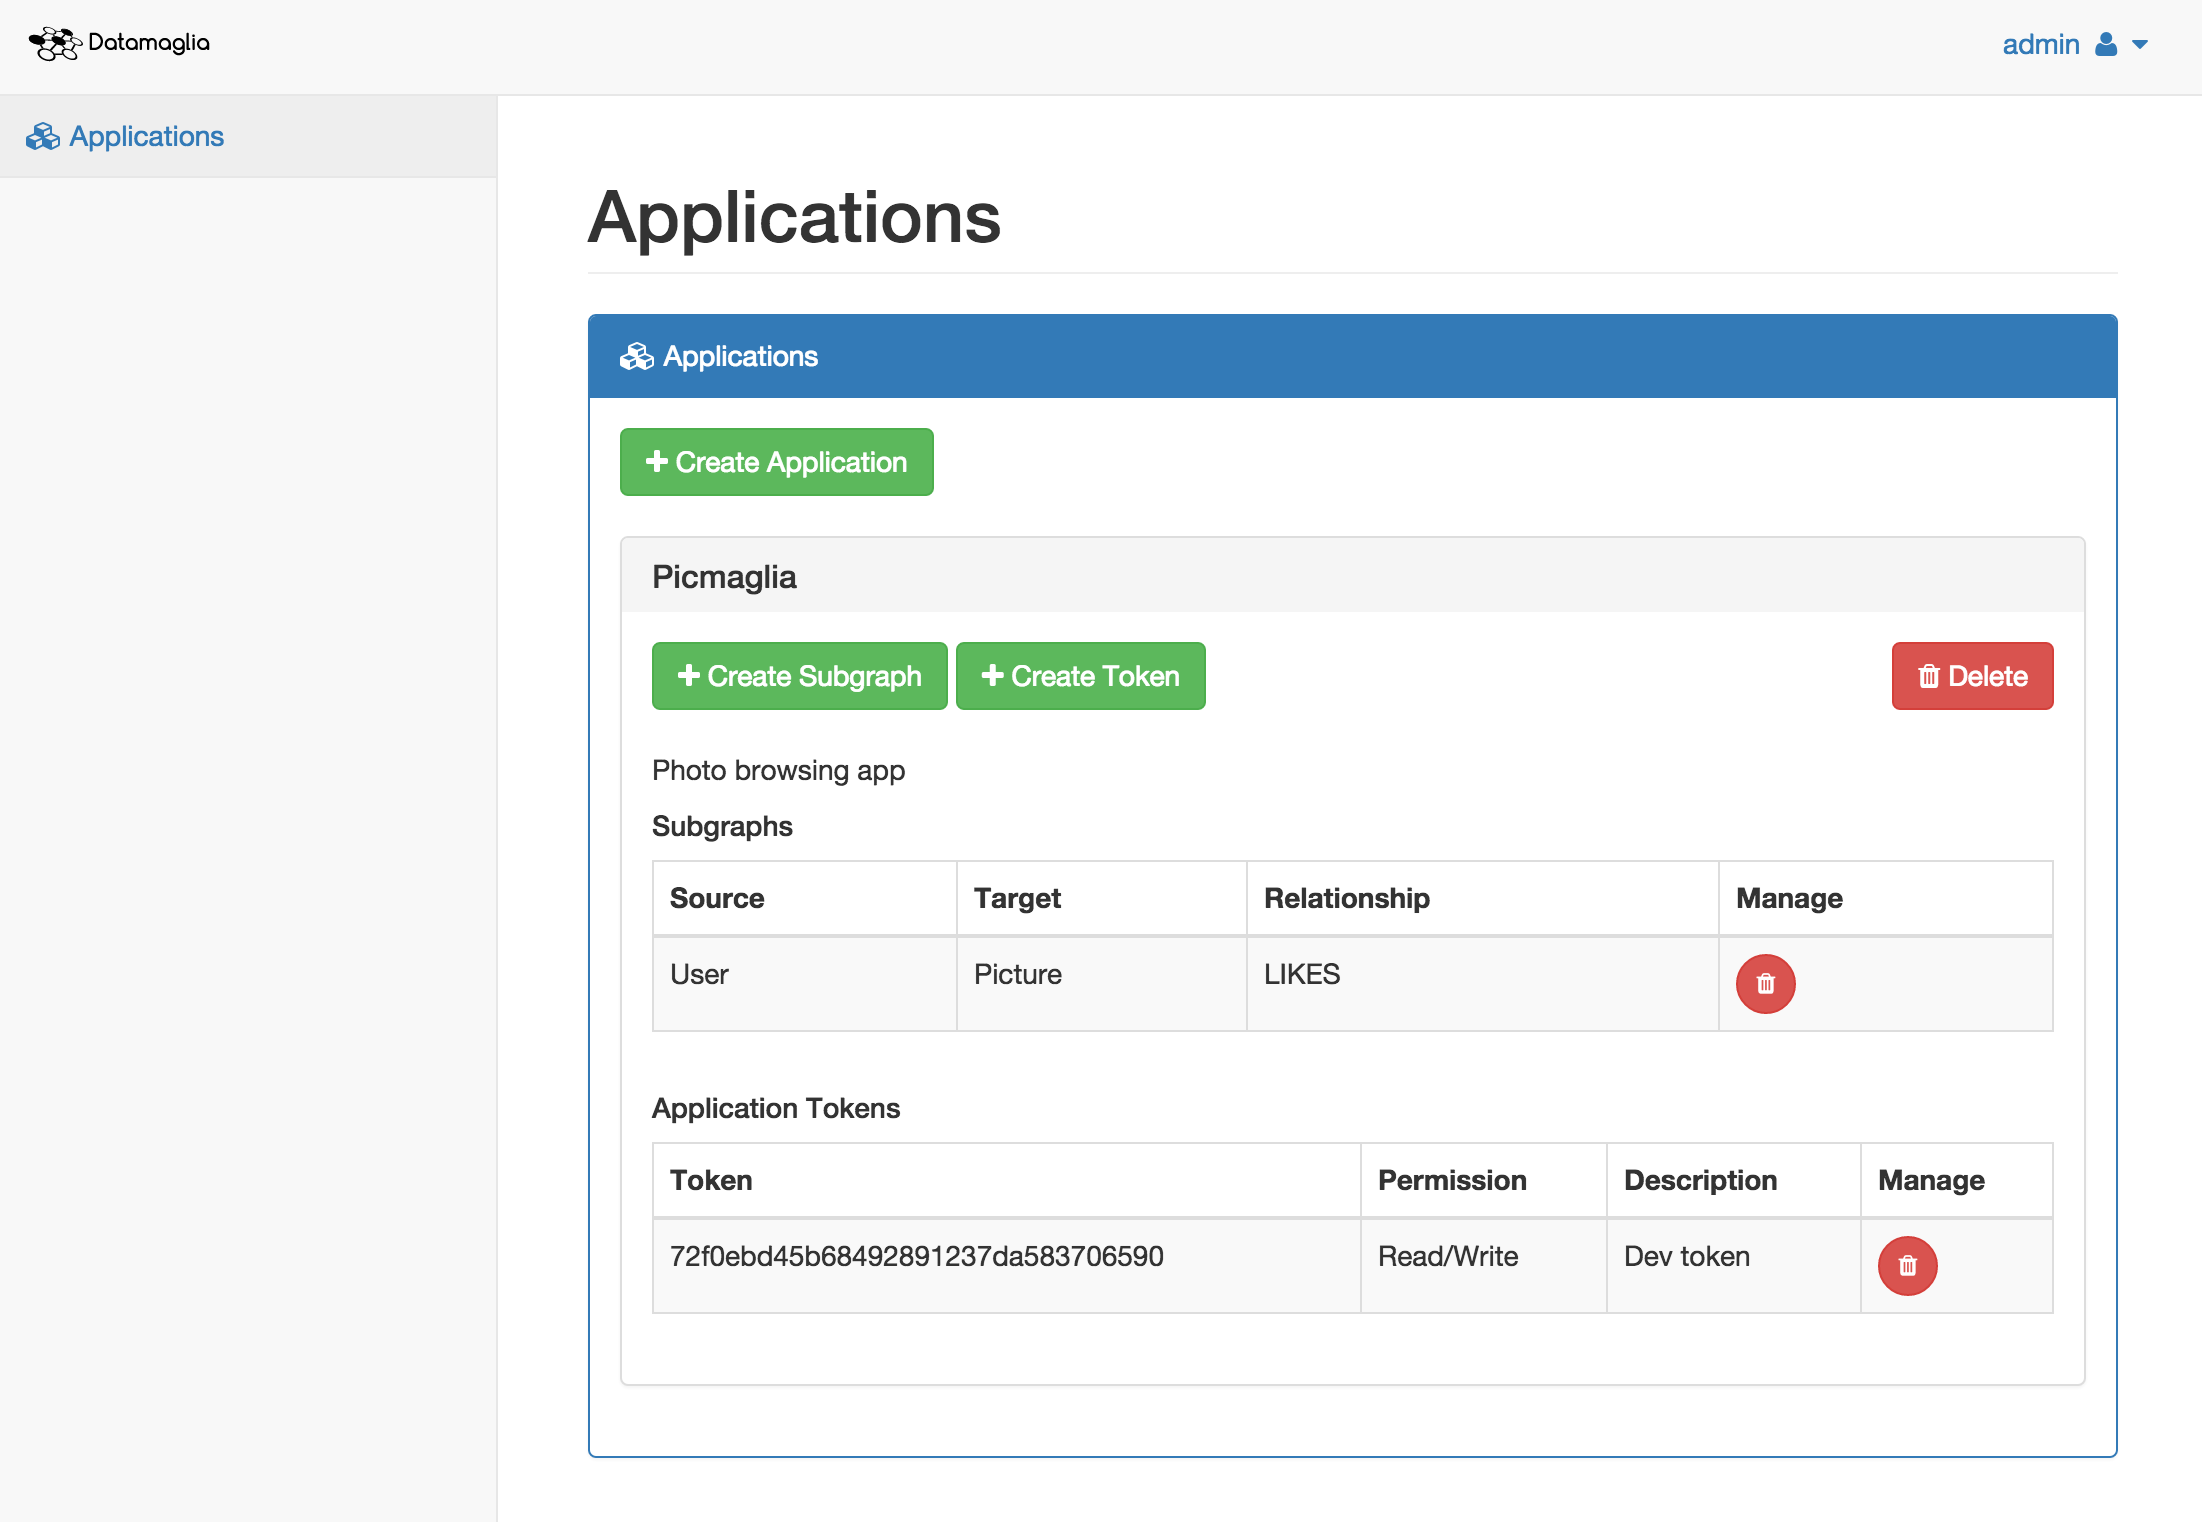 Datamaglia
admin
Applications
Applications
Applications
Create Application
Picmaglia
Create Subgraph Create Token Delete
Photo browsing app
Subgraphs
Source Target Relationship Manage
User Picture LIKES
Application Tokens
Token Permission Description Manage
72f0ebd45b68492891237da583706590 Read/Write Dev token